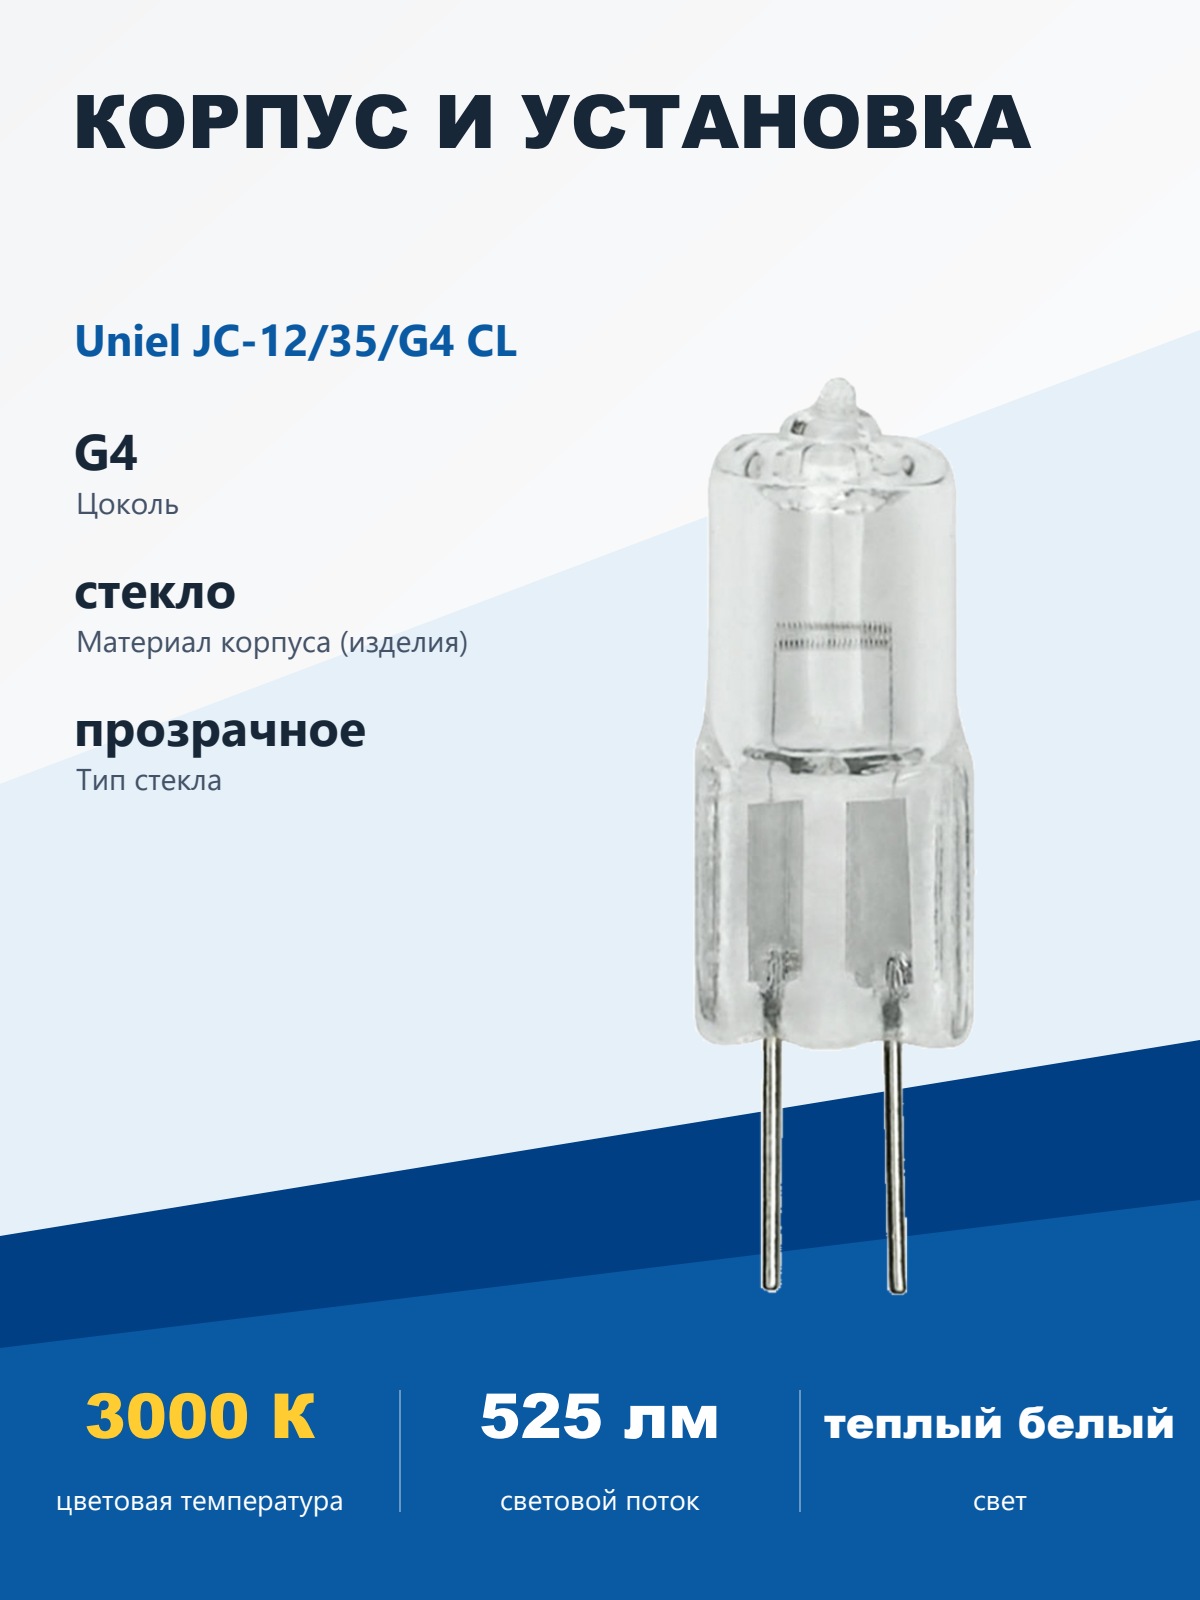 КОРПУС И УСТАНОВКА
Uniel JC-12/35/G4 CL
G4
Цоколь
стекло
Материал корпуса (изделия)
прозрачное
Тип стекла
3000 К
цветовая температура
525 лм
световой поток
теплый белый
свет